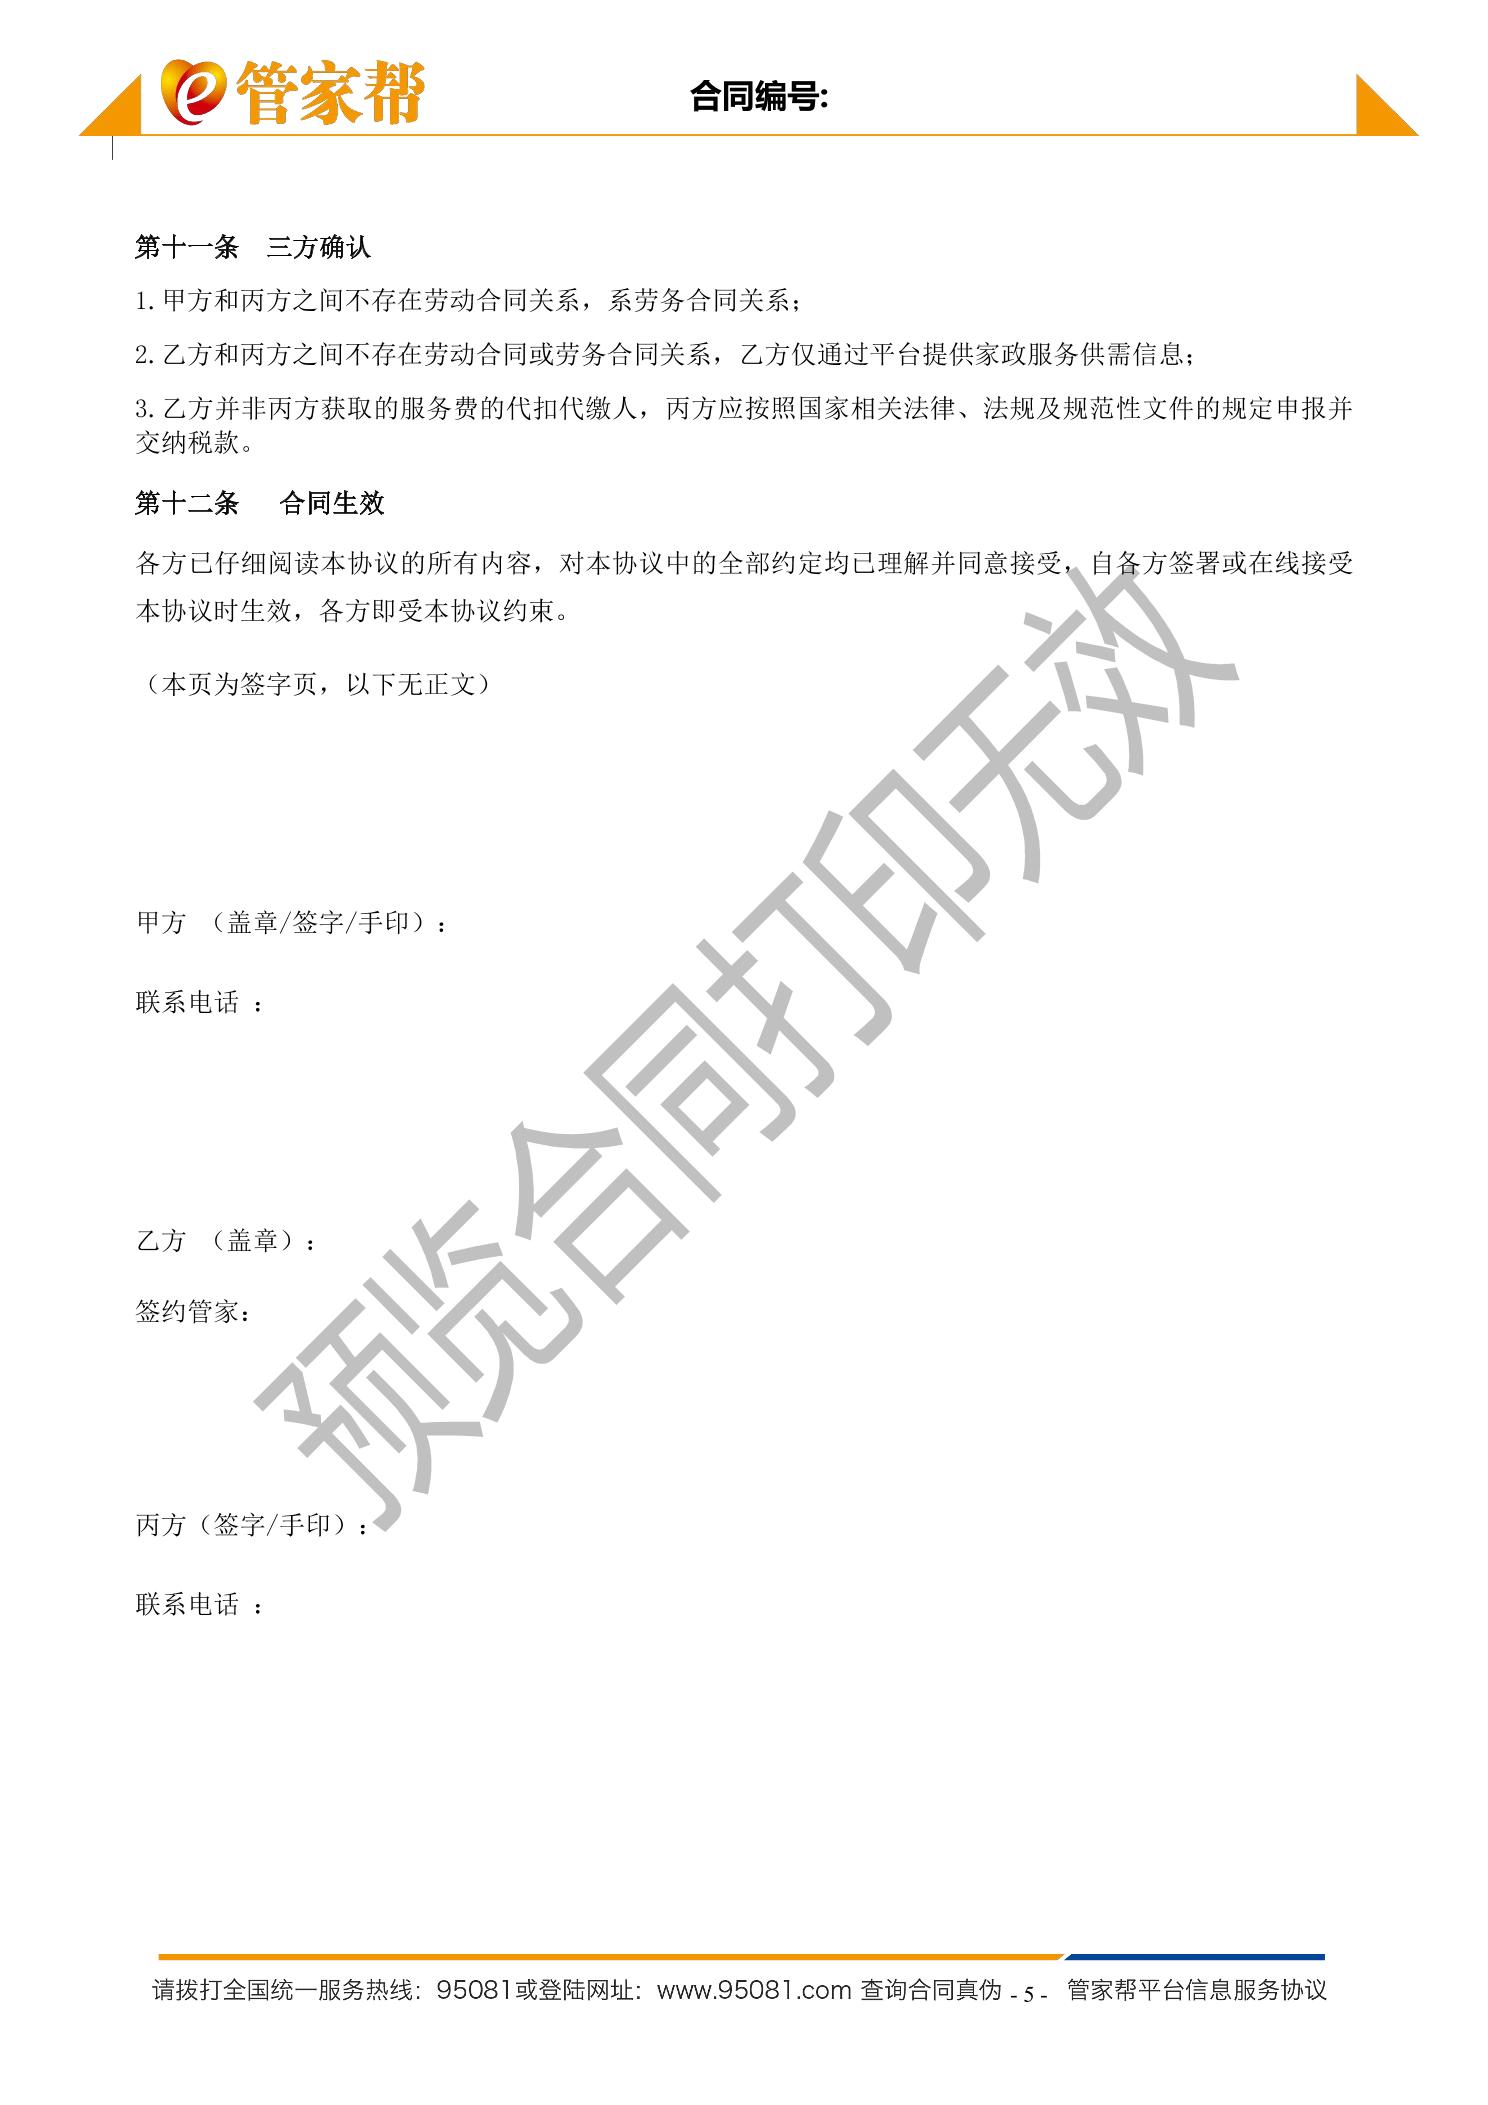 管家帮
合同编号:
第十一条 三方确认
1.甲方和丙方之间不存在劳动合同关系，系劳务合同关系；
2.乙方和丙方之间不存在劳动合同或劳务合同关系，乙方仅通过平台提供家政服务供需信息；
3.乙方并非丙方获取的服务费的代扣代缴人，丙方应按照国家相关法律、法规及规范性文件的规定申报并
交纳税款。
第十二条 合同生效
各方已仔细阅读本协议的所有内容，对本协议中的全部约定均已理解并同意接受，自各方签署或在线接受
本协议时生效，各方即受本协议约束。
（本页为签字页，以下无正文）
甲方 （盖章/签字/手印）：
联系电话 ：
乙方 （盖章）：
签约管家：
丙方（签字/手印）：
联系电话 ：
预览合同打印无效
请拨打全国统一服务热线：95081或登陆网址：www.95081.com 查询合同真伪 - 5 - 管家帮平台信息服务协议